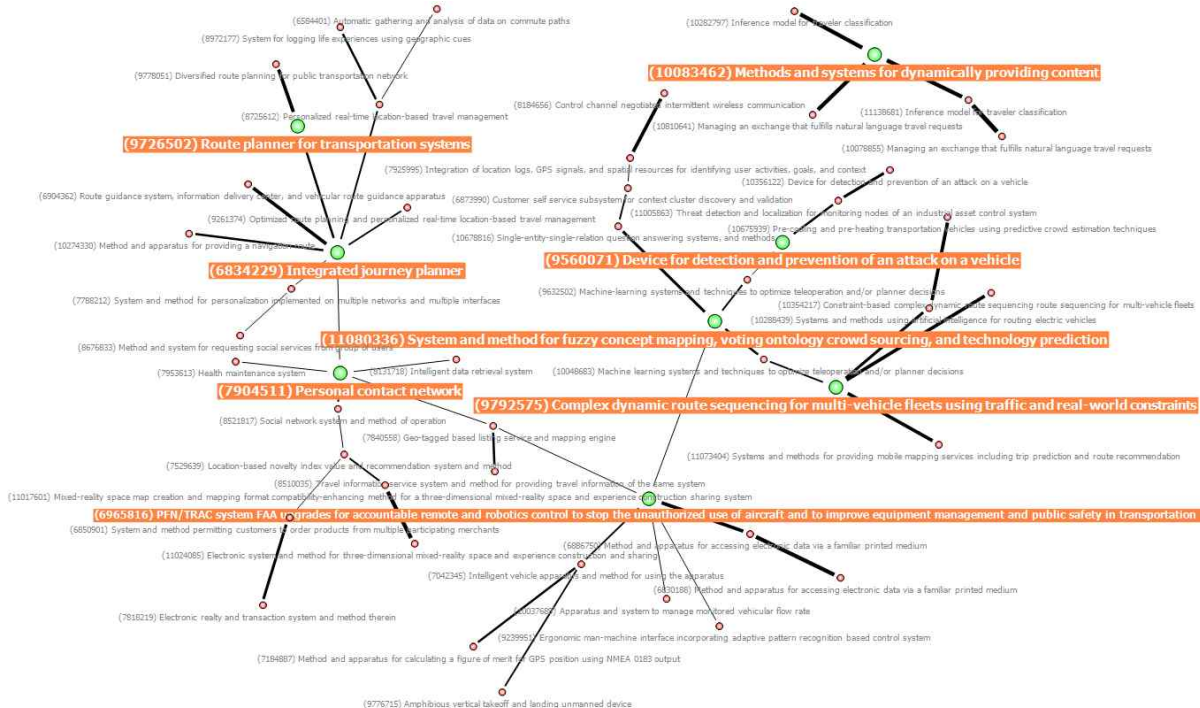 (6584401) Automatic gathering and analysis of data on commute paths
(10282797) Inference model for traveler classification
(8972177) System for logging life experiences using geographic cues
(9778051) Diversified route planning for public transportation network
(10083462) Methods and systems for dynamically providing content
(8184656) Control channel negotiated intermittent wireless communication
(11138681) Inference model for traveler classification
(8725612) Personalized real-time location-based travel management
(10810641) Managing an exchange that fulfills natural language travel requests
(9726502) Route planner for transportation systems
(10078855) Managing an exchange that fulfills natural language travel requests
(7925995) Integration of location logs, GPS signals, and spatial resources for identifying user activities, goals, and context
(10356122) Device for detection and prevention of an attack on a vehicle
(6904362) Route guidance system, information delivery center, and vehicular route guidance apparatus
(6873990) Customer self service subsystem for context cluster discovery and validation
(9261374) Optimized route planning and personalized real-time location-based travel management
(11005863) Threat detection and localization for monitoring nodes of an industrial asset control system
(10675939) Pre-cooling and pre-heating transportation vehicles using predictive crowd estimation techniques
(10274330) Method and apparatus for providing a navigation route
(10678816) Single-entity-single-relation question answering systems, and methods
(9560071) Device for detection and prevention of an attack on a vehicle
(6834229) Integrated journey planner
(9632502) Machine-learning systems and techniques to optimize teleoperation and/or planner decisions
(7788212) System and method for personalization implemented on multiple networks and multiple interfaces
(10354217) Constraint-based complex dynamic route sequencing route sequencing for multi-vehicle fleets
(10288439) Systems and methods using artificial intelligence for routing electric vehicles
(11080336) System and method for fuzzy concept mapping, voting ontology crowd sourcing, and technology prediction
(8676833) Method and system for requesting social services from group of users
(7953613) Health maintenance system
(8131718) Intelligent data retrieval system
(10048683) Machine learning systems and techniques to optimize teleoperation and/or planner decisions
(7904511) Personal contact network
(9792575) Complex dynamic route sequencing for multi-vehicle fleets using traffic and real-world constraints
(8521817) Social network system and method of operation
(7840558) Geo-tagged based listing service and mapping engine
(11073404) Systems and methods for providing mobile mapping services including trip prediction and route recommendation
(7529639) Location-based novelty index value and recommendation system and method
(8510035) Travel information service system and method for providing travel information of the same system
(11017601) Mixed-reality space map creation and mapping format compatibility-enhancing method for a three-dimensional mixed-reality space and experience construction sharing system
(6965816) PFN/TRAC system FAA upgrades for accountable remote and robotics control to stop the unauthorized use of aircraft and to improve equipment management and public safety in transportation
(6850901) System and method permitting customers to order products from multiple participating merchants
(6886750) Method and apparatus for accessing electronic data via a familiar printed medium
(11024085) Electronic system and method for three-dimensional mixed-reality space and experience construction and sharing
(7042345) Intelligent vehicle apparatus and method for using the apparatus
(6830188) Method and apparatus for accessing electronic data via a familiar printed medium
(7818219) Electronic realty and transaction system and method therein
(10037689) Apparatus and system to manage monitored vehicular flow rate
(9239951) Ergonomic man-machine interface incorporating adaptive pattern recognition based control system
(7184887) Method and apparatus for calculating a figure of merit for GPS position using NMEA 0183 output
(9776715) Amphibious vertical takeoff and landing unmanned device